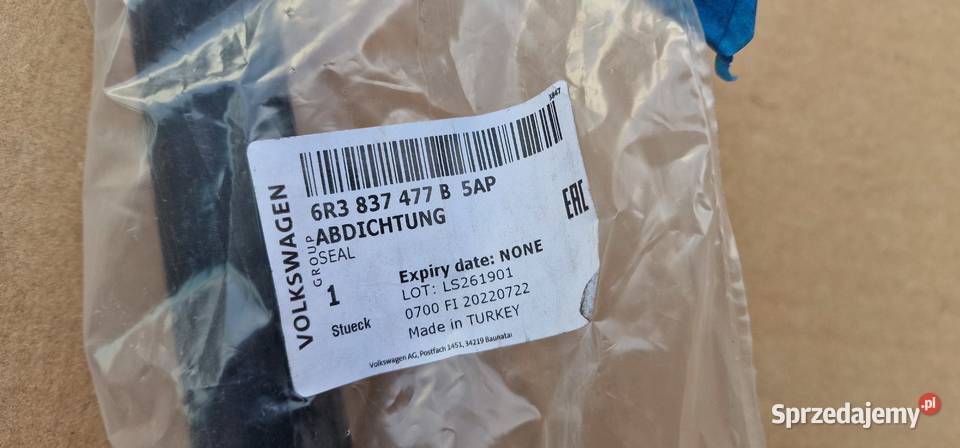 3847
6R3 837 477 B 5AP
ABDICHTUNG
SEAL
VOLKSWAGEN
GROUP
EAC
1
Stueck
Expiry date: NONE
LOT: LS261901
0700 FI 20220722
Made in TURKEY
Volkswagen AG, Postfach 1451, 34219 Baunatal
Sprzedajemy.pl